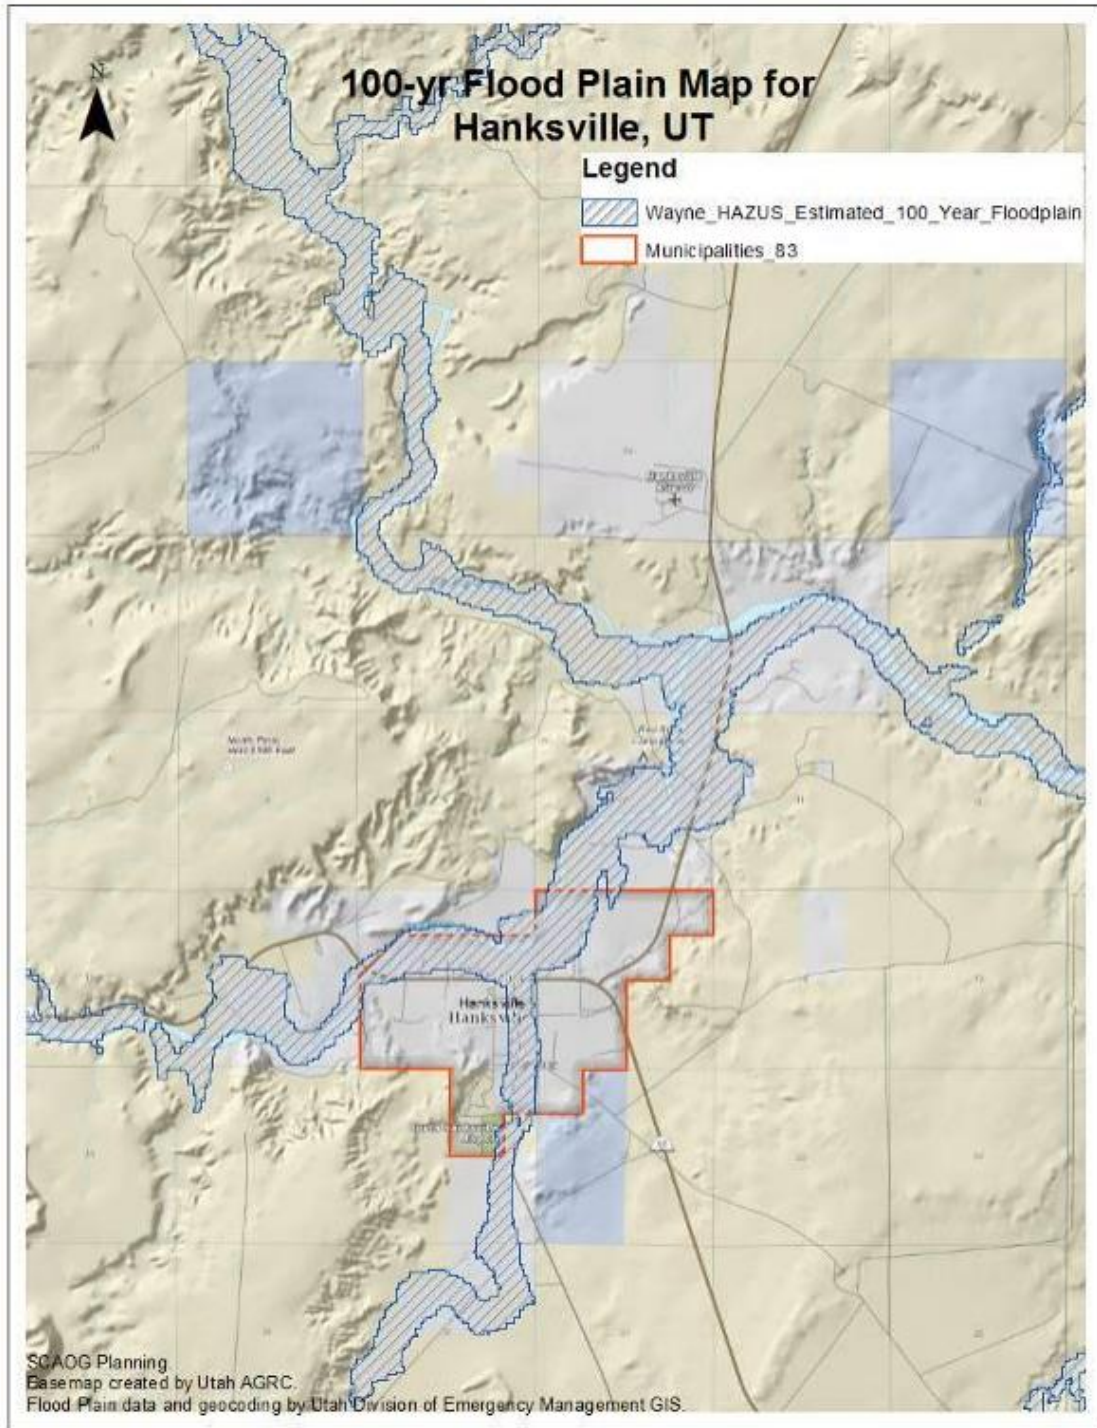 N
100-yr Flood Plain Map for
Hanksville, UT
Legend
Wayne_HAZUS_Estimated_100_Year_Floodplain
Municipalities_83
Hanksville
Hanksville
SCAOG Planning
Basemap created by Utah AGRC.
Flood Plain data and geocoding by Utah Division of Emergency Management GIS.